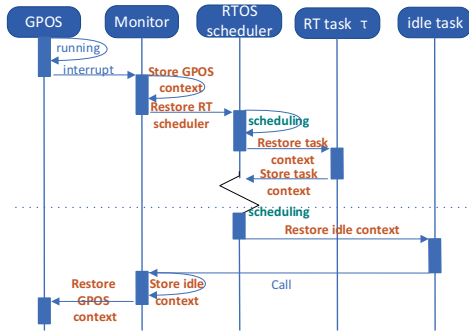 GPOS
Monitor
RTOS
scheduler
RT task τ
idle task
running
interrupt
Store GPOS
context
Restore RT
scheduler
scheduling
Restore task
context
Store task
context
scheduling
Restore idle context
Call
Restore
GPOS
context
Store idle
context